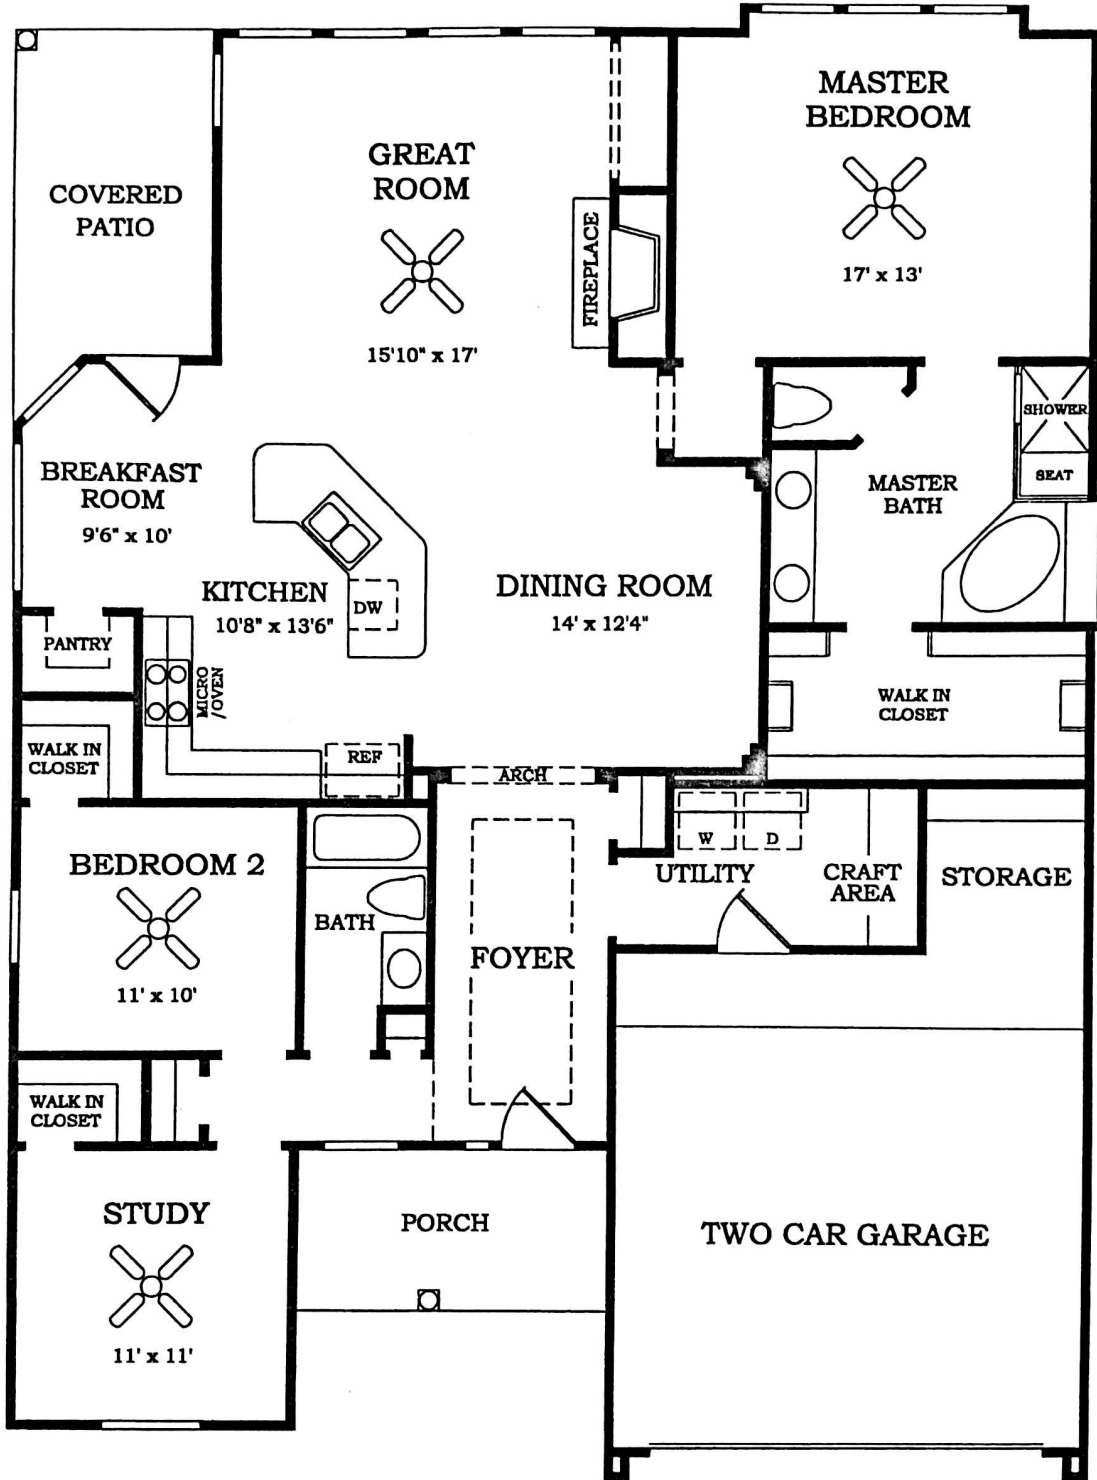 MASTER
BEDROOM
17' x 13'
GREAT
ROOM
15'10" x 17'
COVERED
PATIO
FIREPLACE
SHOWER
SEAT
MASTER
BATH
BREAKFAST
ROOM
9'6" x 10'
KITCHEN
10'8" x 13'6"
DW
DINING ROOM
14' x 12'4"
PANTRY
MICRO
/OVEN
WALK IN
CLOSET
WALK IN
CLOSET
REF
ARCH
W
D
UTILITY
CRAFT
AREA
STORAGE
BEDROOM 2
11' x 10'
BATH
FOYER
WALK IN
CLOSET
STUDY
11' x 11'
PORCH
TWO CAR GARAGE